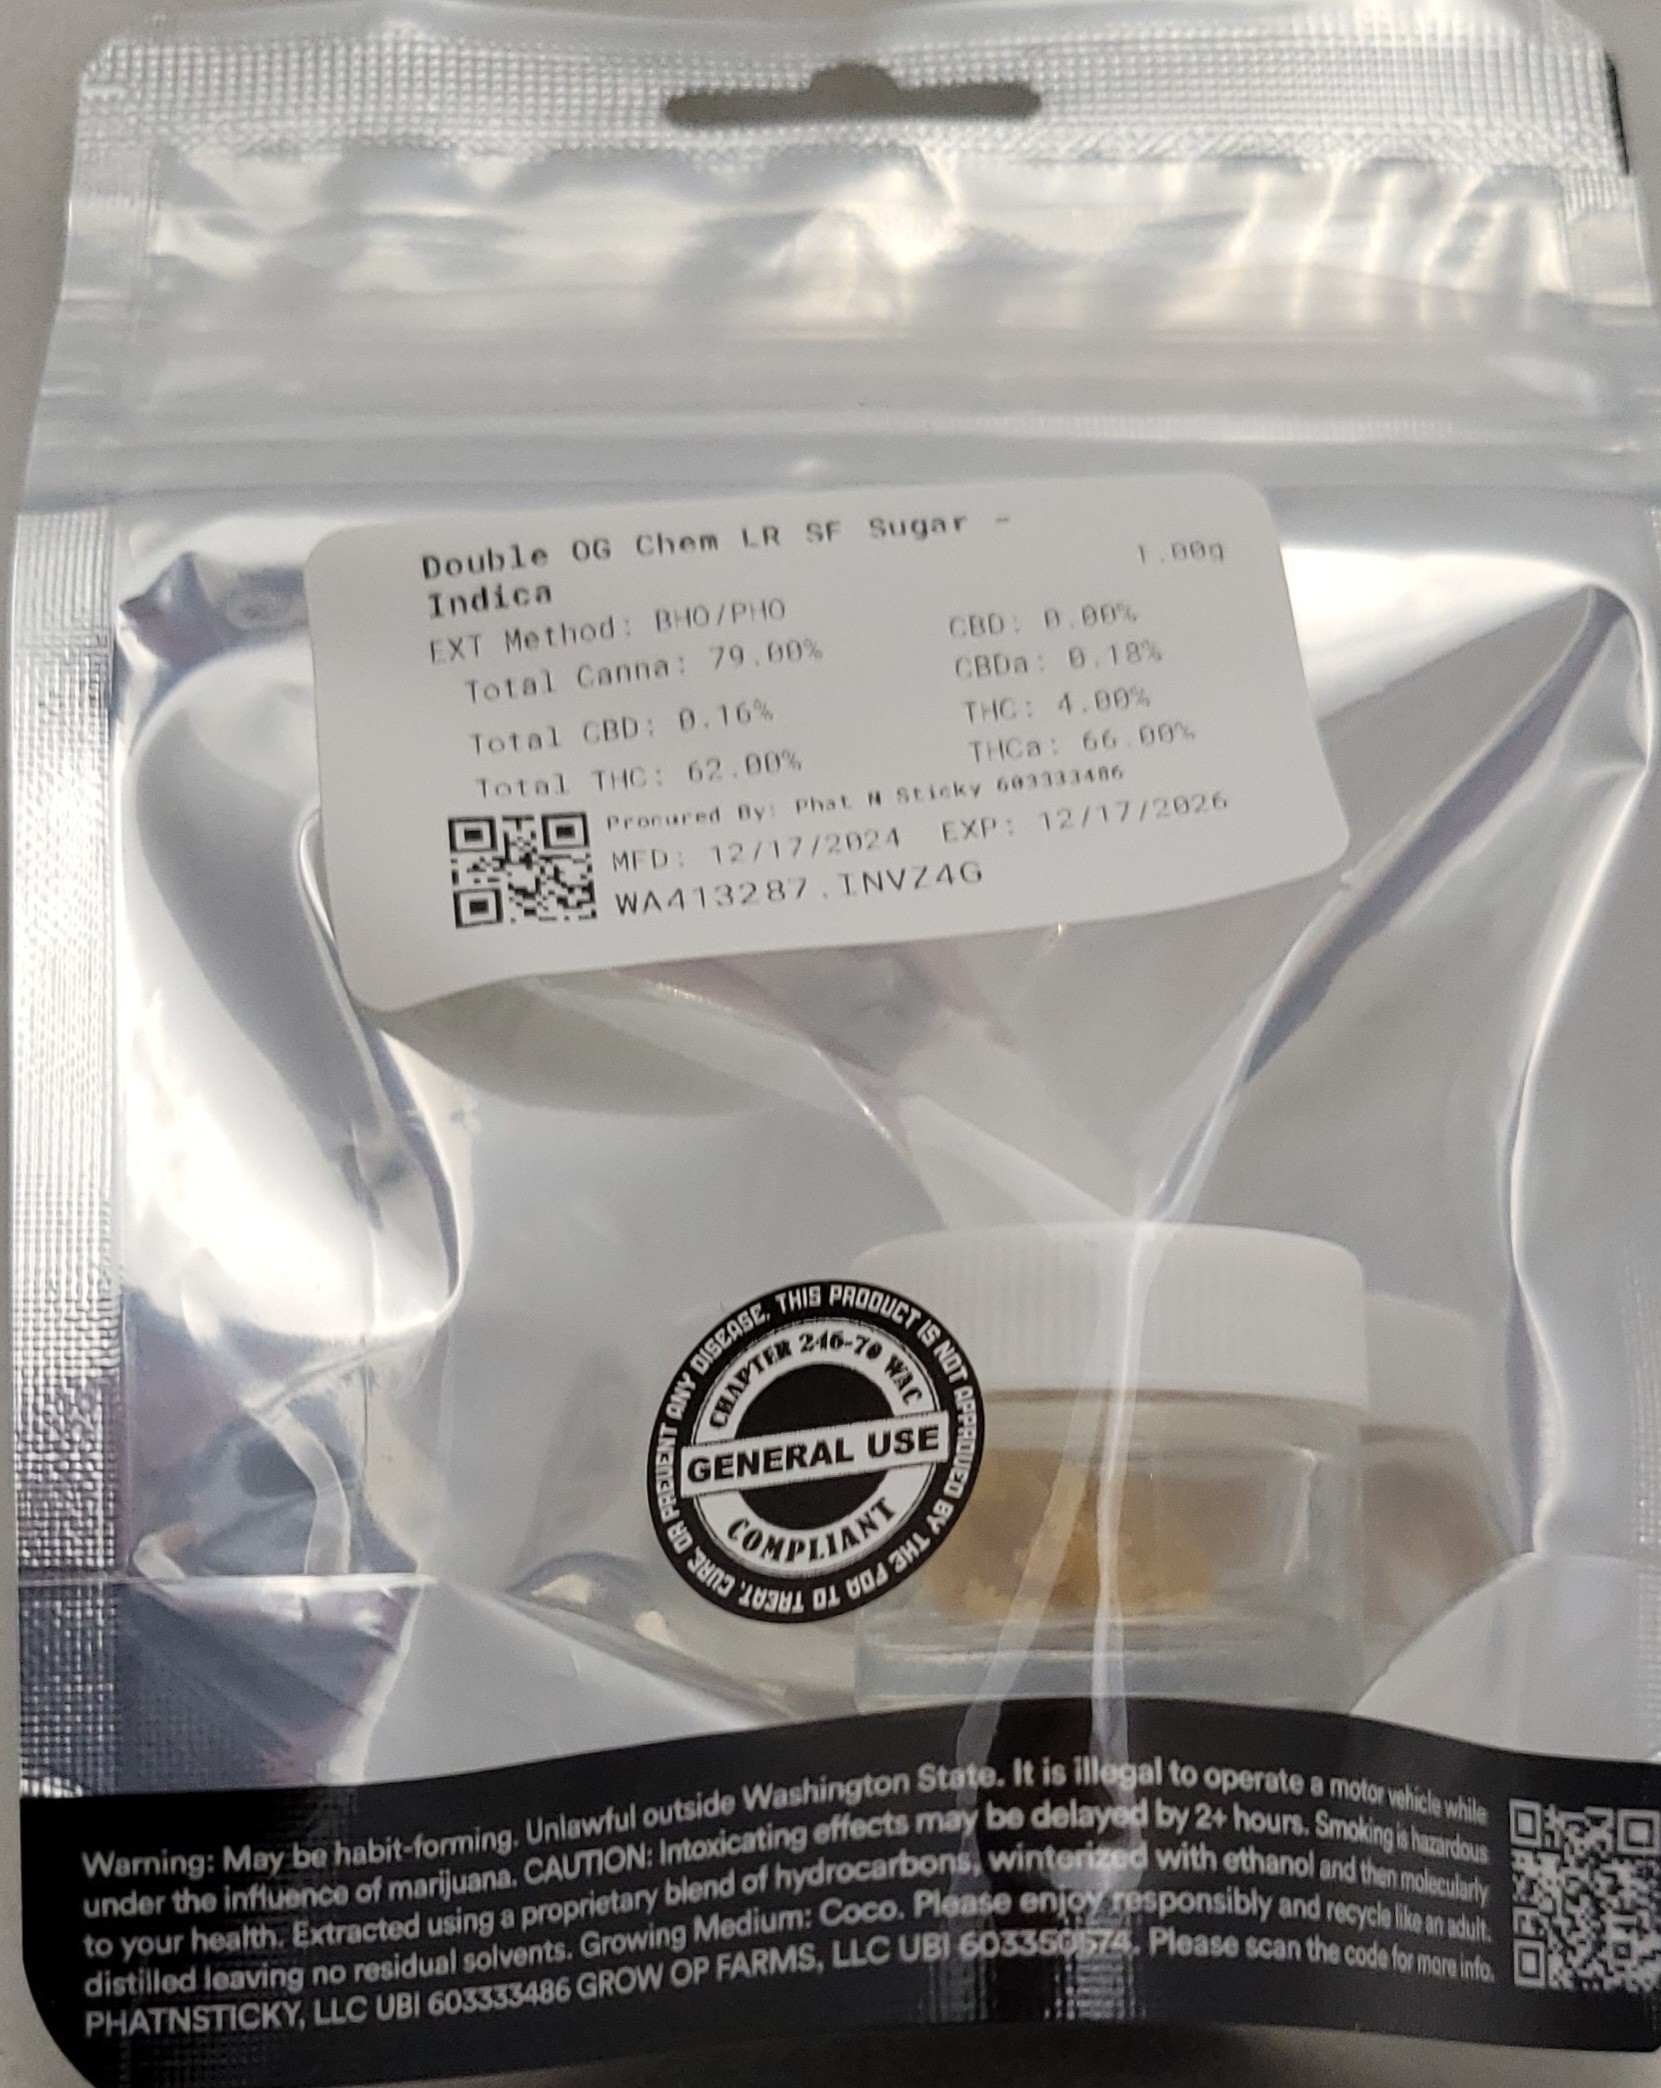 Double OG Chem LR SF Sugar -
Indica
1.00g
EXT Method: BHO/PHO
Total Canna: 79.00%
Total CBD: 0.16%
Total THC: 62.00%
CBD: 0.00%
CBDa: 0.18%
THC: 4.00%
THCa: 66.00%
Procured By: Phat N Sticky 603333486
MFD: 12/17/2024 EXP: 12/17/2026
WA413287.INVZ4G
THIS PRODUCT IS NOT APPROVED BY THE FDA TO TREAT, CURE, OR PREVENT ANY DISEASE.
CHAPTER 246-70 WAC
GENERAL USE
COMPLIANT
Warning: May be habit-forming. Unlawful outside Washington State. It is illegal to operate a motor vehicle while
under the influence of marijuana. CAUTION: Intoxicating effects may be delayed by 2+ hours. Smoking is hazardous
to your health. Extracted using a proprietary blend of hydrocarbons, winterized with ethanol and then molecularly
distilled leaving no residual solvents. Growing Medium: Coco. Please enjoy responsibly and recycle like an adult.
PHATNSTICKY, LLC UBI 603333486 GROW OP FARMS, LLC UBI 603350574. Please scan the code for more info.